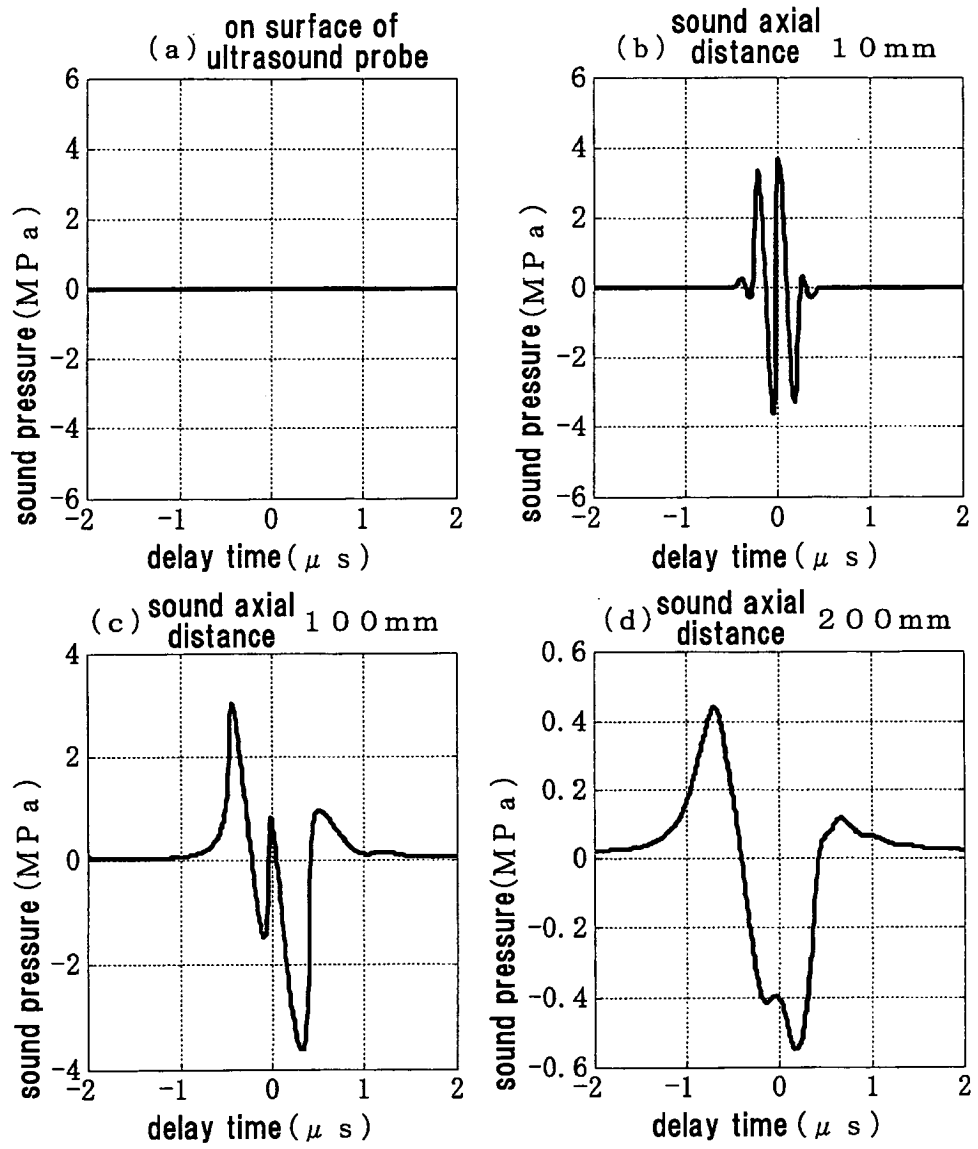 (a) on surface of
ultrasound probe
6
4
2
0
-2
-4
-6
-2 -1 0 1 2
sound pressure (MPa)
delay time (μ s)
(b) sound axial
distance 10mm
6
4
2
0
-2
-4
-6
-2 -1 0 1 2
sound pressure (MPa)
delay time (μ s)
(c) sound axial
distance 100mm
4
2
0
-2
-4
-2 -1 0 1 2
sound pressure (MPa)
delay time (μ s)
(d) sound axial
distance 200mm
0.6
0.4
0.2
0
-0.2
-0.4
-0.6
-2 -1 0 1 2
sound pressure (MPa)
delay time (μ s)